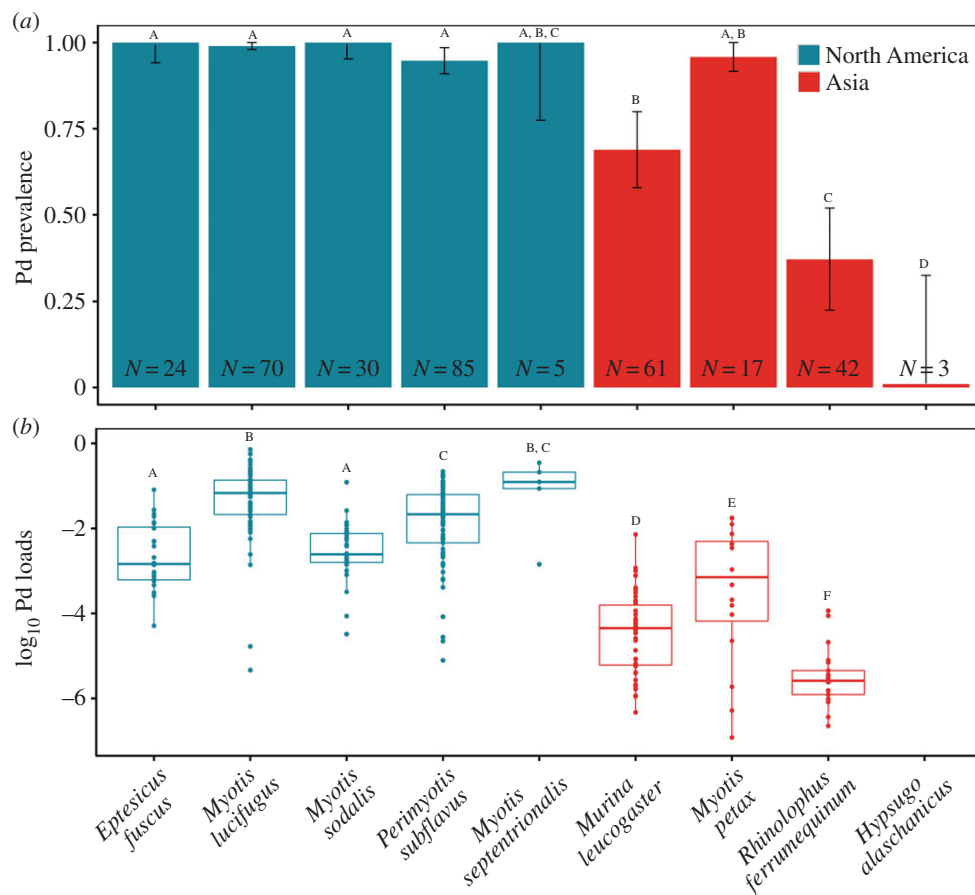 (a)
A
A
A
A
A, B, C
B
A, B
C
D
North America
Asia
1.00
0.75
0.50
0.25
0
Pd prevalence
N = 24
N = 70
N = 30
N = 85
N = 5
N = 61
N = 17
N = 42
N = 3
(b)
A
B
A
C
B, C
D
E
F
0
–2
–4
–6
log10 Pd loads
Eptesicus
fuscus
Myotis
lucifugus
Myotis
sodalis
Perimyotis
subflavus
Myotis
septentrionalis
Murina
leucogaster
Myotis
petax
Rhinolophus
ferrumequinum
Hypsugo
alaschanicus